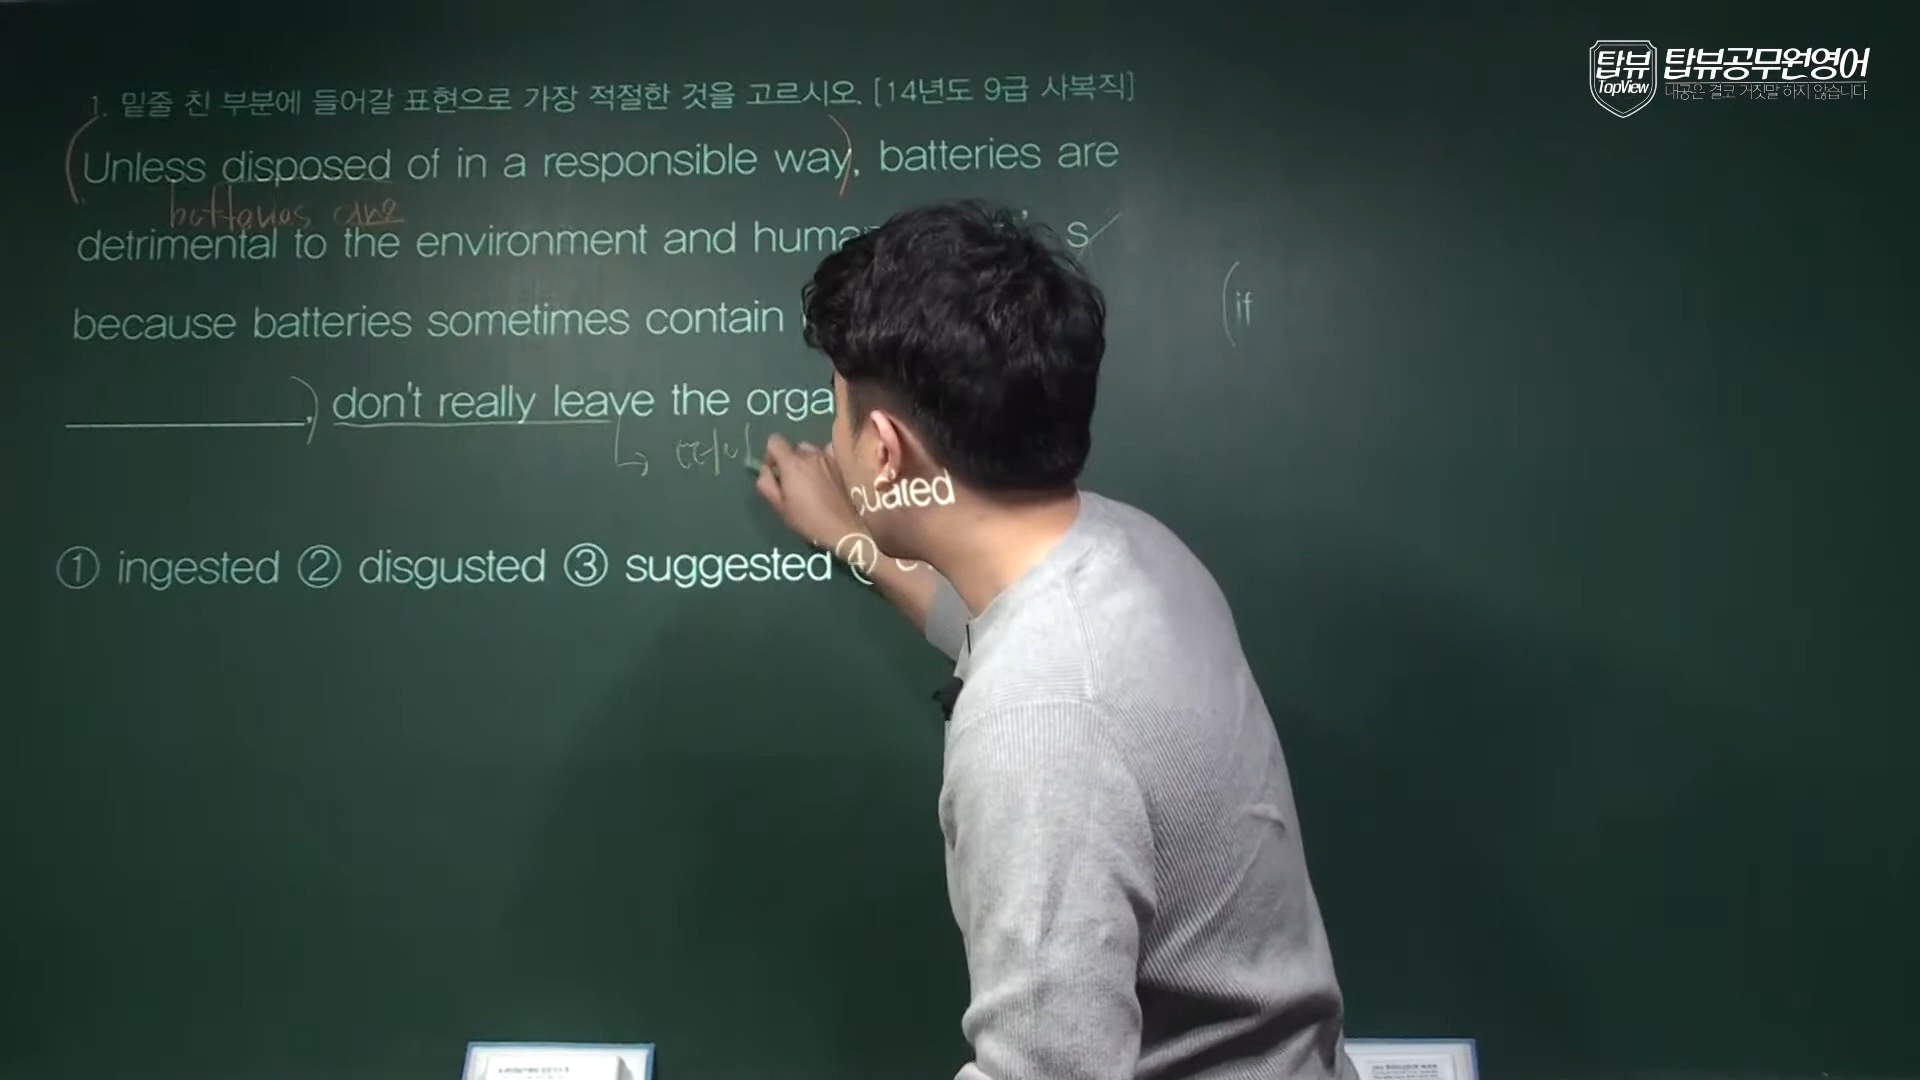 탑뷰 TopView 탑뷰공무원영어
내공은 결코 거짓말 하지 않습니다
1. 밑줄 친 부분에 들어갈 표현으로 가장 적절한 것을 고르시오. [14년도 9급 사복직]
(Unless disposed of in a responsible way), batteries are
batteries are
detrimental to the environment and huma s
because batteries sometimes contain
(if
), don't really leave the orga
cuated
① ingested ② disgusted ③ suggested ④